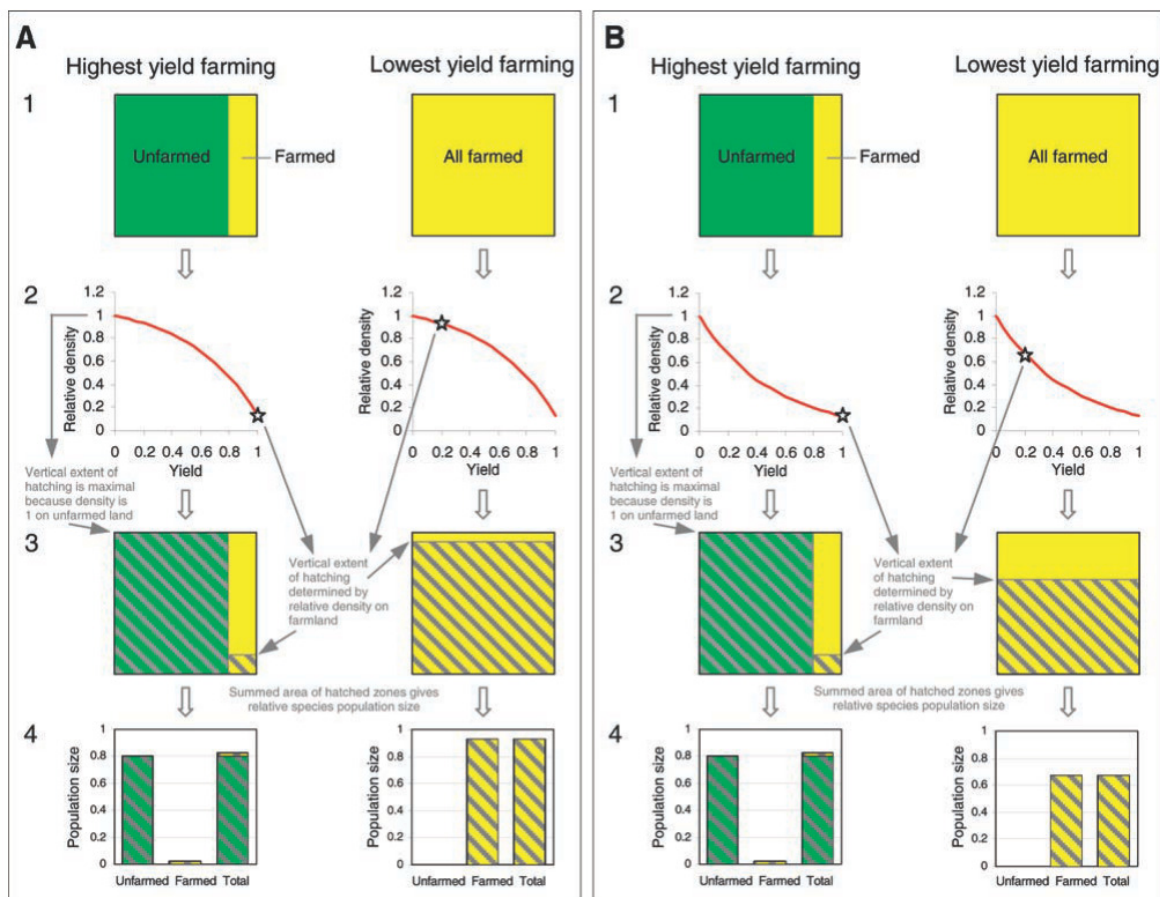 A
Highest yield farming
Lowest yield farming
1
Unfarmed
Farmed
All farmed
2
1.2
1
0.8
0.6
0.4
0.2
0
Relative density
0 0.2 0.4 0.6 0.8 1
Yield
1.2
1
0.8
0.6
0.4
0.2
0
Relative density
0 0.2 0.4 0.6 0.8 1
Yield
Vertical extent of
hatching is maximal
because density is
1 on unfarmed land
3
Vertical extent
of hatching
determined by
relative density on
farmland
Summed area of hatched zones gives
relative species population size
4
1
0.8
0.6
0.4
0.2
0
Population size
Unfarmed Farmed Total
1
0.8
0.6
0.4
0.2
0
Population size
Unfarmed Farmed Total
B
Highest yield farming
Lowest yield farming
1
Unfarmed
Farmed
All farmed
2
1.2
1
0.8
0.6
0.4
0.2
0
Relative density
0 0.2 0.4 0.6 0.8 1
Yield
1.2
1
0.8
0.6
0.4
0.2
0
Relative density
0 0.2 0.4 0.6 0.8 1
Yield
Vertical extent of
hatching is maximal
because density is
1 on unfarmed land
3
Vertical extent
of hatching
determined by
relative density on
farmland
Summed area of hatched zones gives
relative species population size
4
1
0.8
0.6
0.4
0.2
0
Population size
Unfarmed Farmed Total
1
0.8
0.6
0.4
0.2
0
Population size
Unfarmed Farmed Total